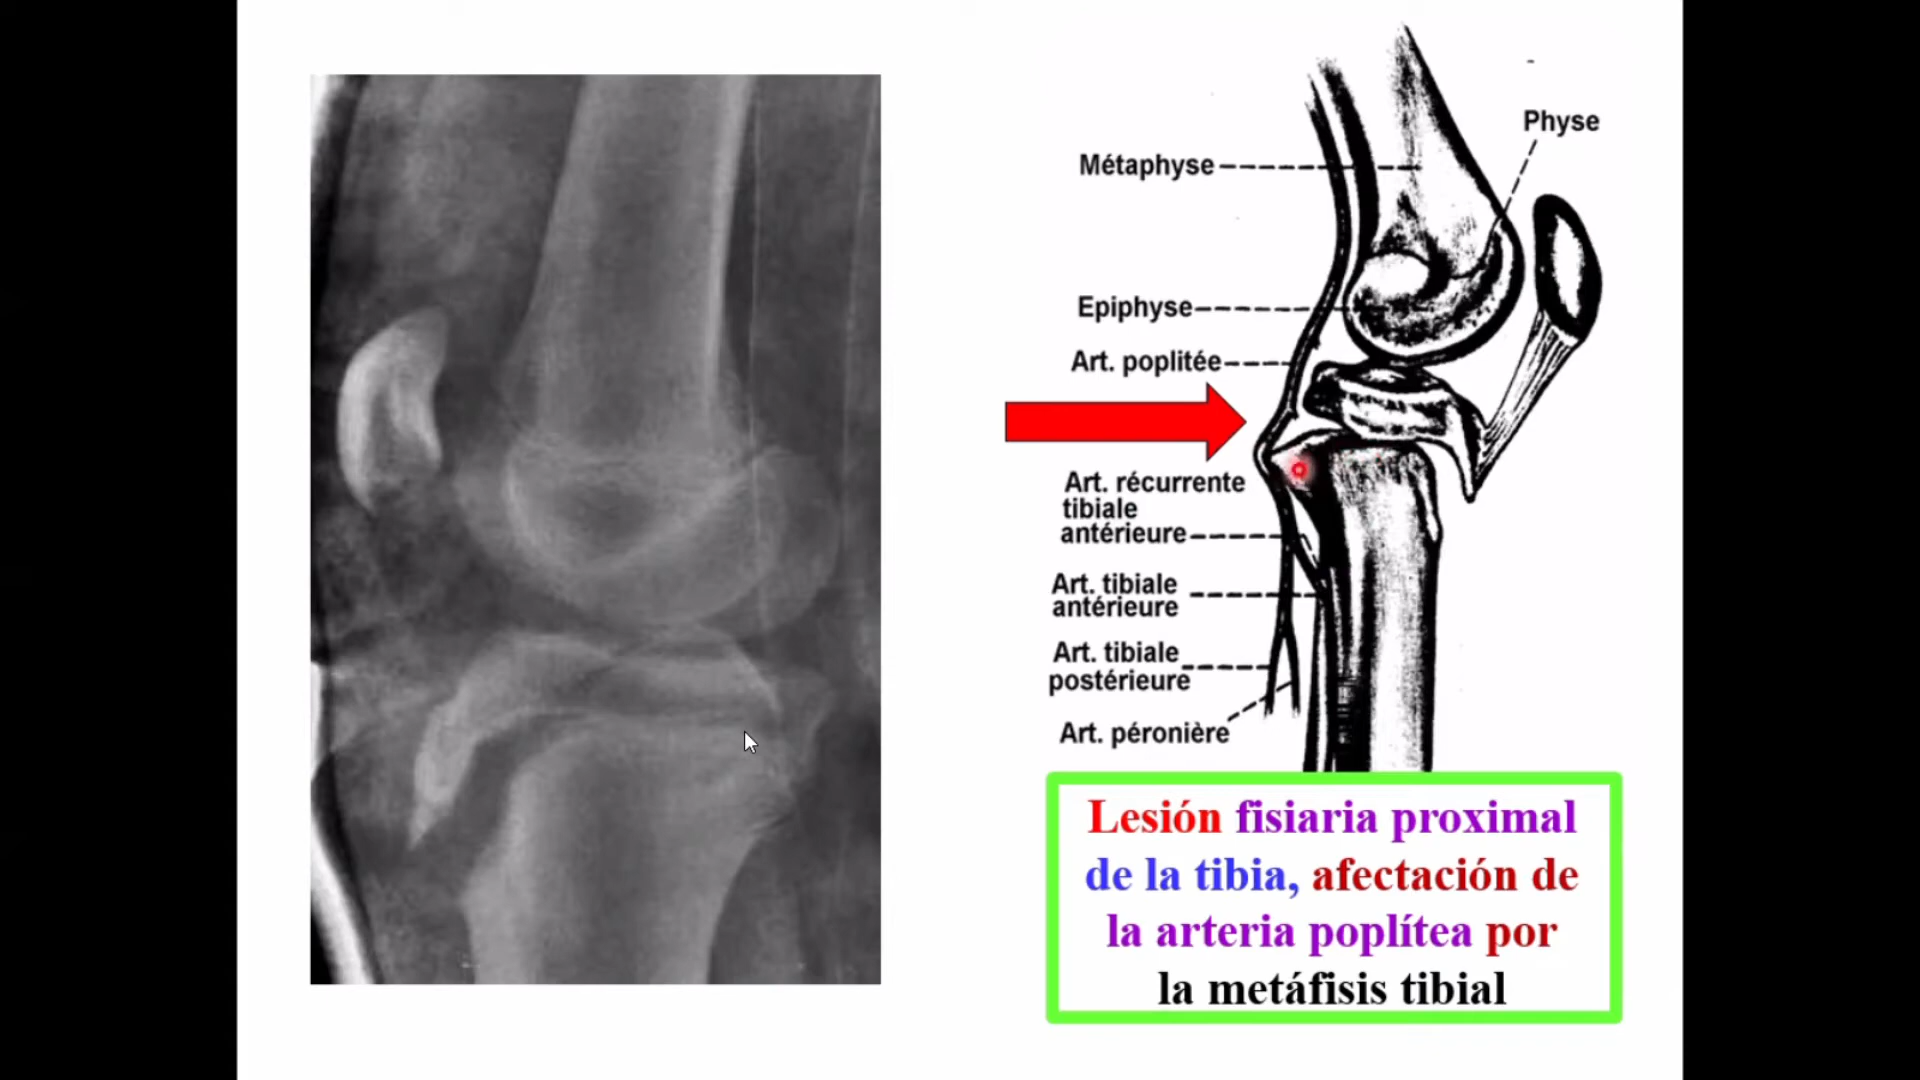 Physe
Métaphyse
Epiphyse
Art. poplitée
Art. récurrente
tibiale
antérieure
Art. tibiale
antérieure
Art. tibiale
postérieure
Art. péronière
Lesión fisiaria proximal
de la tibia, afectación de
la arteria poplítea por
la metáfisis tibial